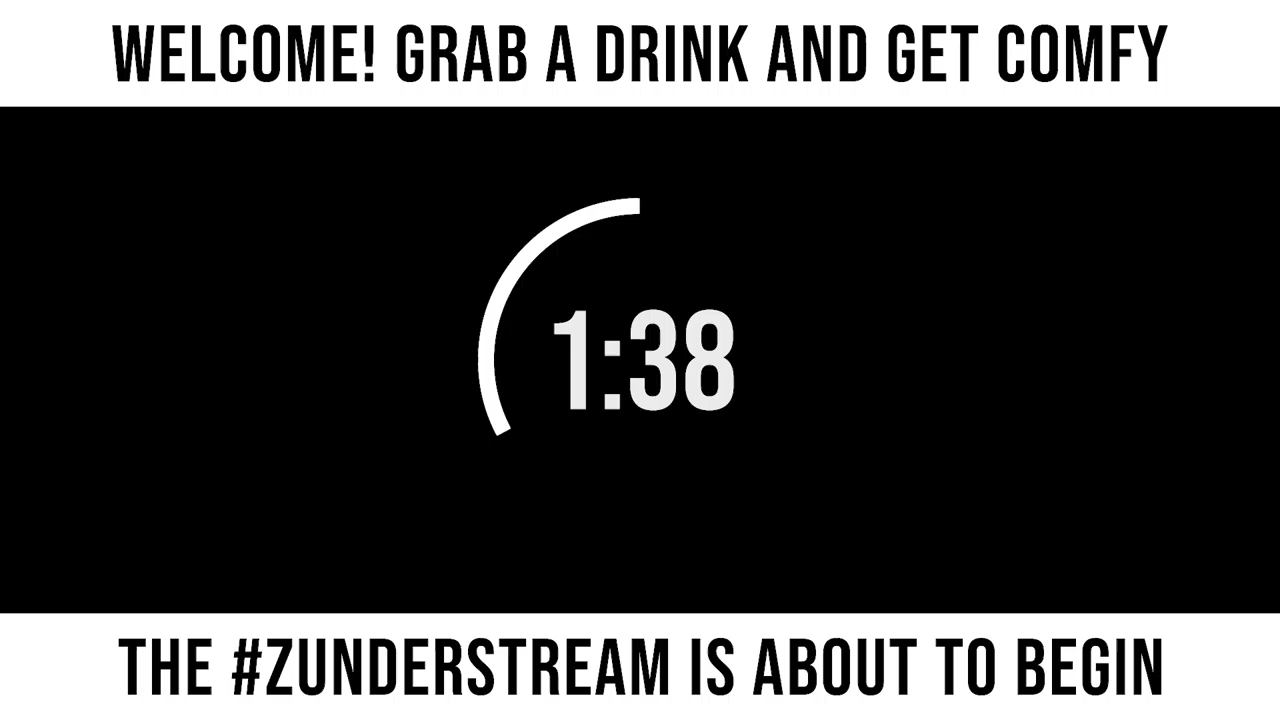 WELCOME! GRAB A DRINK AND GET COMFY
1:38
THE #ZUNDERSTREAM IS ABOUT TO BEGIN